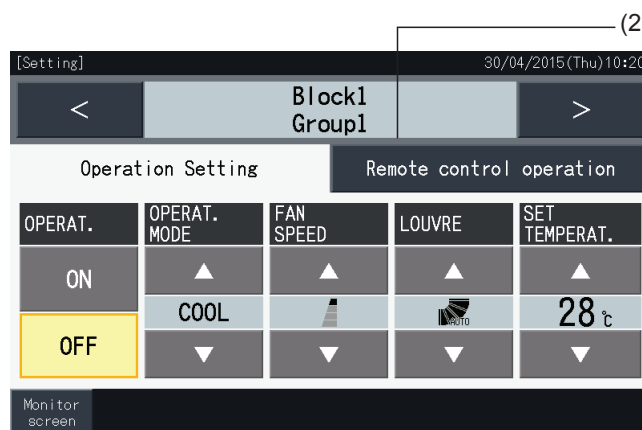 (2
[Setting]
30/04/2015(Thu)10:20
<
Block1
Group1
>
Operation Setting
Remote control operation
OPERAT.
OPERAT.
MODE
FAN
SPEED
LOUVRE
SET
TEMPERAT.
ON
COOL
AUTO
28℃
OFF
Monitor
screen